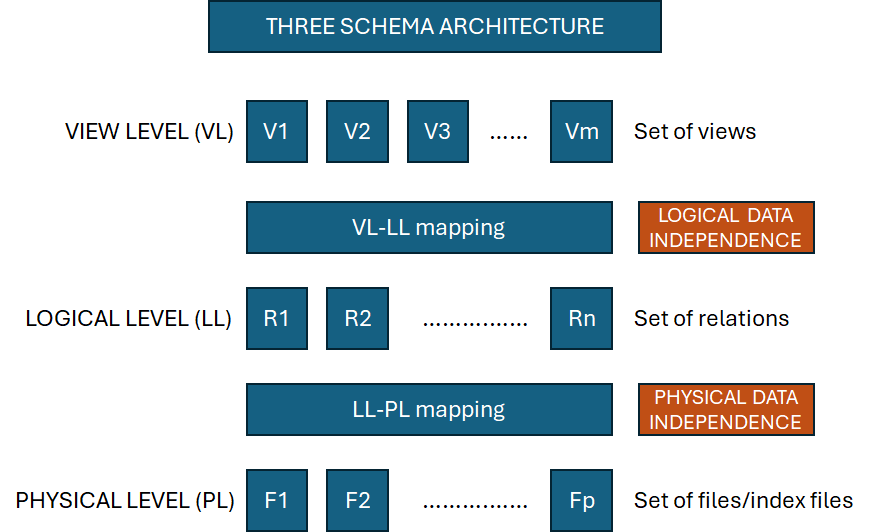 THREE SCHEMA ARCHITECTURE
VIEW LEVEL (VL) V1 V2 V3 ...... Vm Set of views
VL-LL mapping LOGICAL DATA
INDEPENDENCE
LOGICAL LEVEL (LL) R1 R2 ................ Rn Set of relations
LL-PL mapping PHYSICAL DATA
INDEPENDENCE
PHYSICAL LEVEL (PL) F1 F2 ................ Fp Set of files/index files